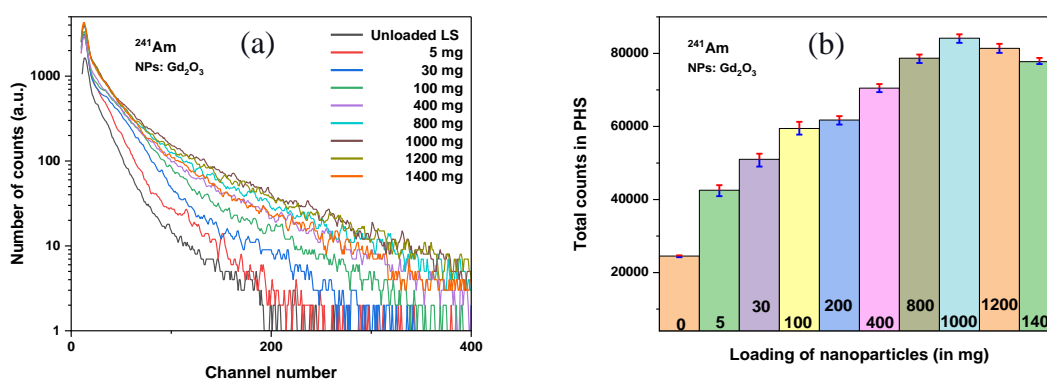 (a)
²⁴¹Am
NPs: Gd₂O₃
Unloaded LS
5 mg
30 mg
100 mg
400 mg
800 mg
1000 mg
1200 mg
1400 mg
Number of counts (a.u.)
1000
100
10
1
0
200
400
Channel number
(b)
²⁴¹Am
NPs: Gd₂O₃
Total counts in PHS
80000
60000
40000
20000
0
5
30
100
200
400
800
1000
1200
140
Loading of nanoparticles (in mg)